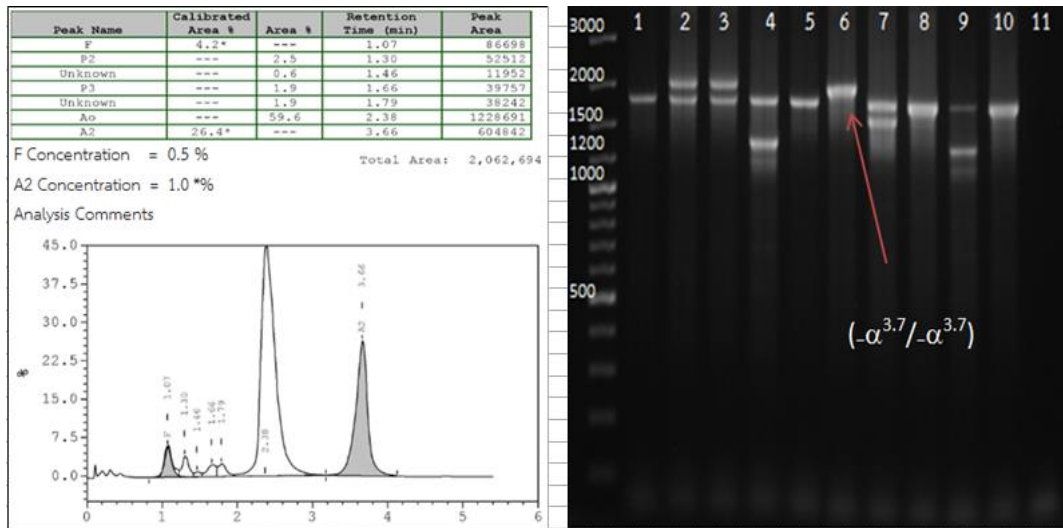 Peak Name Calibrated Area % Area % Retention Time (min) Peak Area
F 4.2* --- 1.07 86698
P2 --- 2.5 1.30 52512
Unknown --- 0.6 1.46 11952
P3 --- 1.9 1.66 39757
Unknown --- 1.9 1.79 38242
Ao --- 59.6 2.38 1228691
A2 26.4* --- 3.66 604842
F Concentration = 0.5 %
Total Area: 2,062,694
A2 Concentration = 1.0 *%
Analysis Comments
45.0
37.5
30.0
22.5
15.0
7.5
0.0
%
F 1.07
1.30
1.46
1.66
1.79
2.38
A2 3.66
0 1 2 3 4 5 6
1 2 3 4 5 6 7 8 9 10 11
3000
2000
1500
1200
1000
500
(-α3.7/-α3.7)